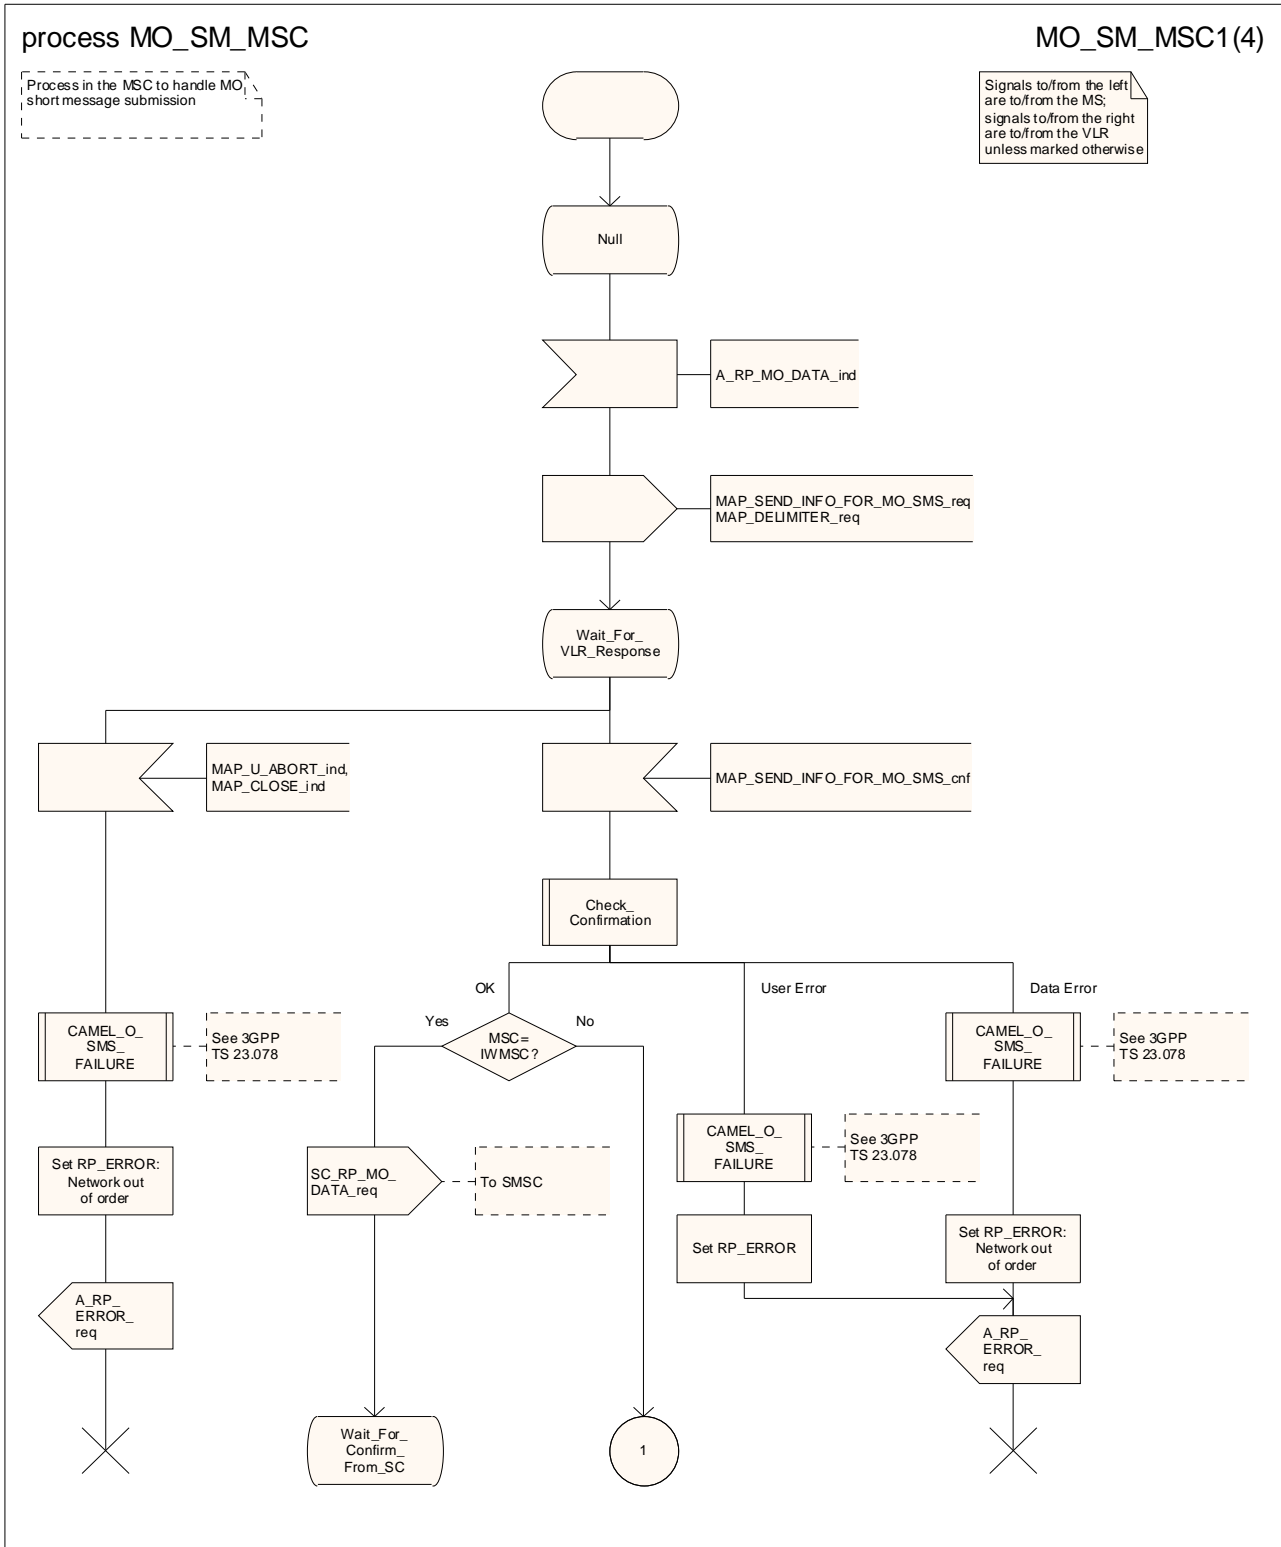 process MO_SM_MSC
MO_SM_MSC1(4)
Process in the MSC to handle MO
short message submission
Signals to/from the left
are to/from the MS;
signals to/from the right
are to/from the VLR
unless marked otherwise
Null
A_RP_MO_DATA_ind
MAP_SEND_INFO_FOR_MO_SMS_req
MAP_DELIMITER_req
Wait_For_
VLR_Response
MAP_U_ABORT_ind,
MAP_CLOSE_ind
MAP_SEND_INFO_FOR_MO_SMS_cnf
Check_
Confirmation
OK
User Error
Data Error
Yes
No
MSC=
IWMSC?
CAMEL_O_
SMS_
FAILURE
See 3GPP
TS 23.078
CAMEL_O_
SMS_
FAILURE
See 3GPP
TS 23.078
CAMEL_O_
SMS_
FAILURE
See 3GPP
TS 23.078
Set RP_ERROR:
Network out
of order
SC_RP_MO_
DATA_req
To SMSC
Set RP_ERROR
Set RP_ERROR:
Network out
of order
A_RP_
ERROR_
req
A_RP_
ERROR_
req
Wait_For_
Confirm_
From_SC
1